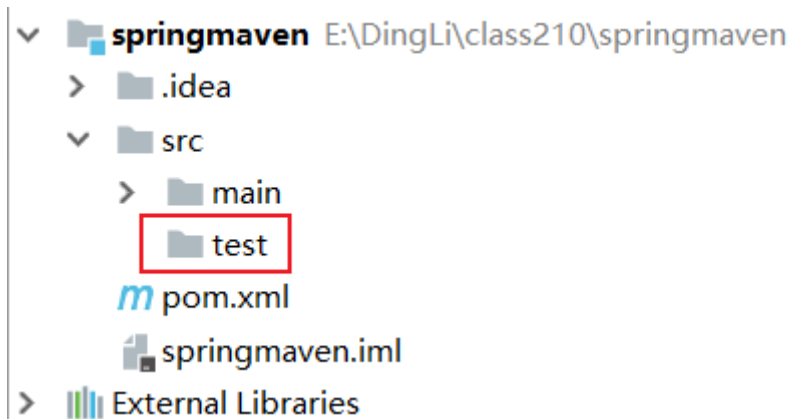 springmaven E:\DingLi\class210\springmaven
.idea
src
main
test
m pom.xml
springmaven.iml
External Libraries